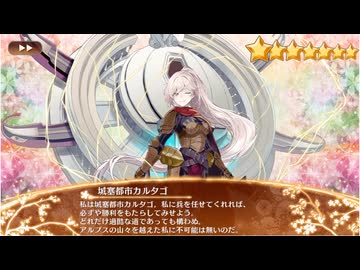 城塞都市カルタゴ
私は城塞都市カルタゴ。私に兵を任せてくれれば、
必ずや勝利をもたらしてみせよう。
どれだけ過酷な道であっても構わぬ。
アルプスの山々を越えた私に不可能は無いのだ。